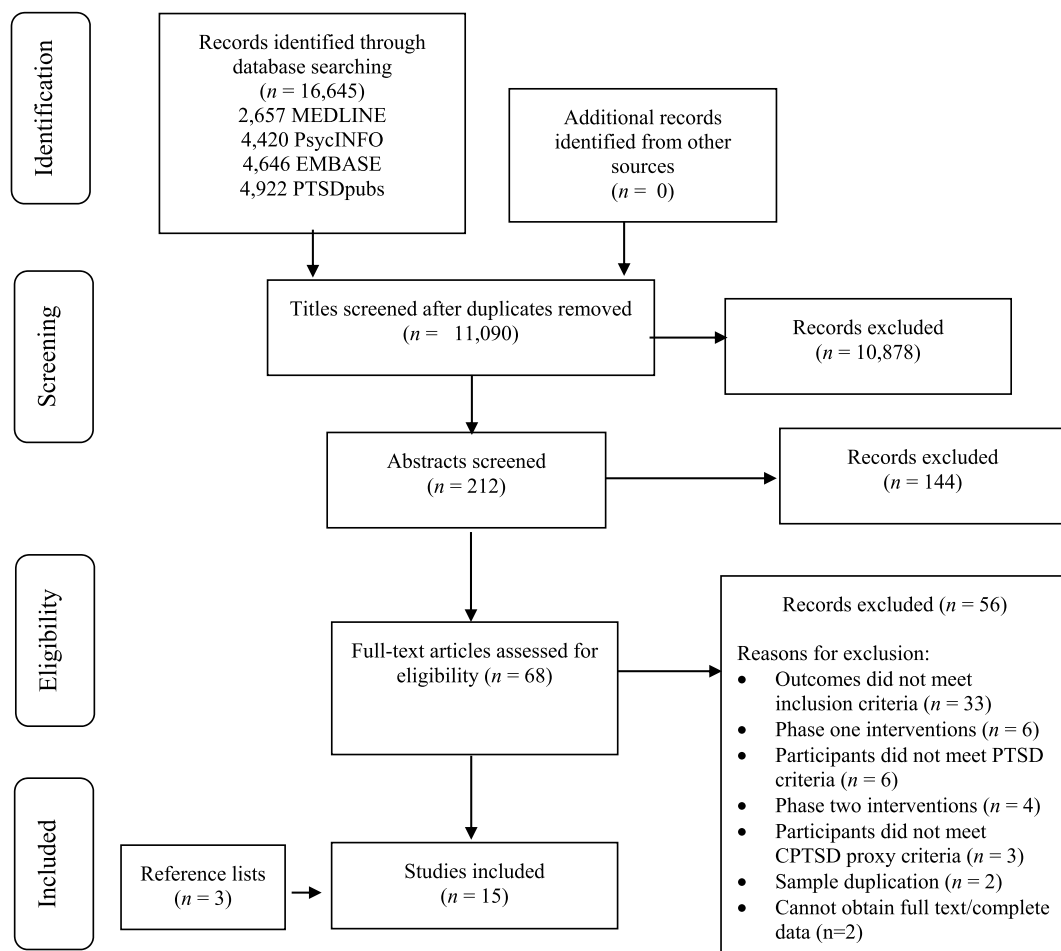 Identification
Records identified through
database searching
(n = 16,645)
2,657 MEDLINE
4,420 PsycINFO
4,646 EMBASE
4,922 PTSDpubs
Additional records
identified from other
sources
(n = 0)
Screening
Titles screened after duplicates removed
(n = 11,090)
Records excluded
(n = 10,878)
Abstracts screened
(n = 212)
Records excluded
(n = 144)
Eligibility
Full-text articles assessed for
eligibility (n = 68)
Records excluded (n = 56)
Reasons for exclusion:
• Outcomes did not meet
inclusion criteria (n = 33)
• Phase one interventions (n = 6)
• Participants did not meet PTSD
criteria (n = 6)
• Phase two interventions (n = 4)
• Participants did not meet
CPTSD proxy criteria (n = 3)
• Sample duplication (n = 2)
• Cannot obtain full text/complete
data (n=2)
Included
Reference lists
(n = 3)
Studies included
(n = 15)